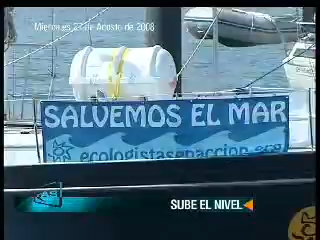 Miercoles 27 de Agosto de 2008
SALVEMOS EL MAR
ecologistasenaccion.org
SUBE EL NIVEL